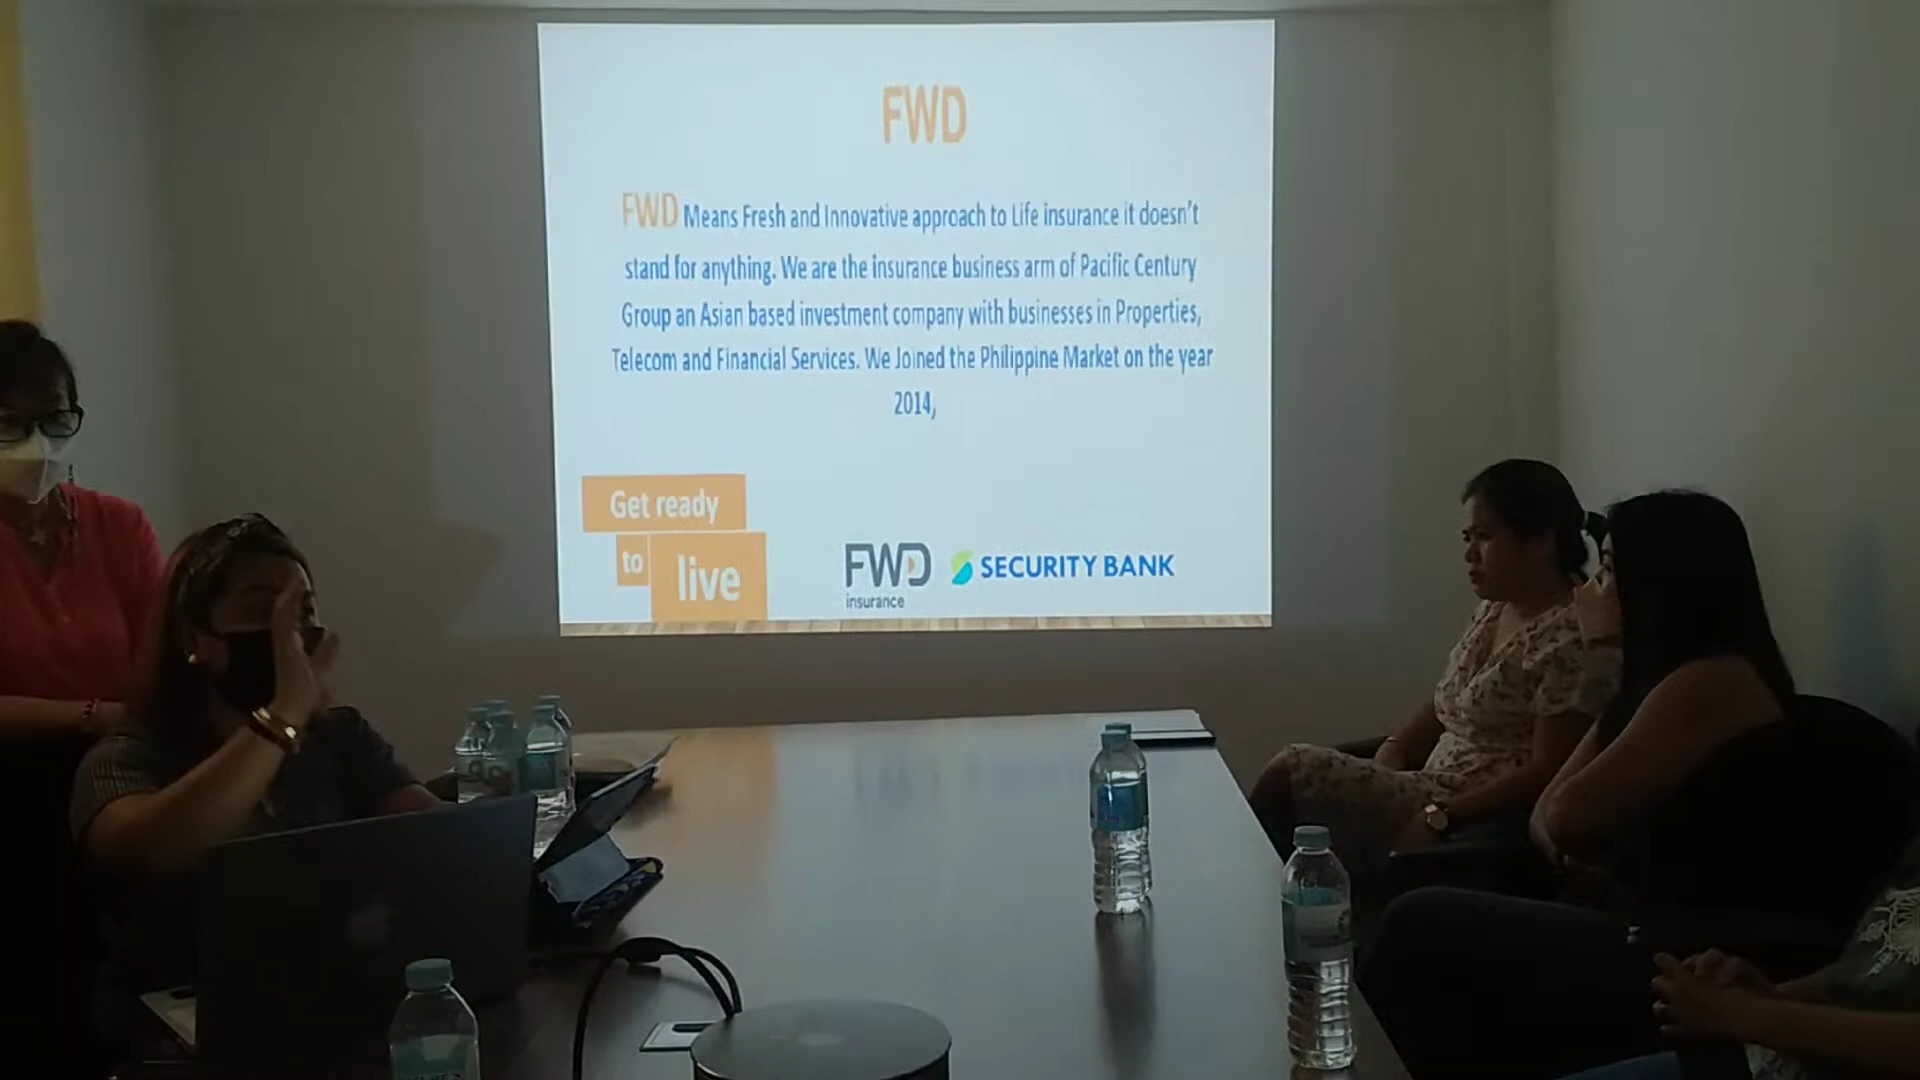 FWD
FWD Means Fresh and Innovative approach to Life insurance it doesn't
stand for anything. We are the insurance business arm of Pacific Century
Group an Asian based investment company with businesses in Properties,
Telecom and Financial Services. We Joined the Philippine Market on the year
2014,
Get ready
to live
FWD
insurance
SECURITY BANK